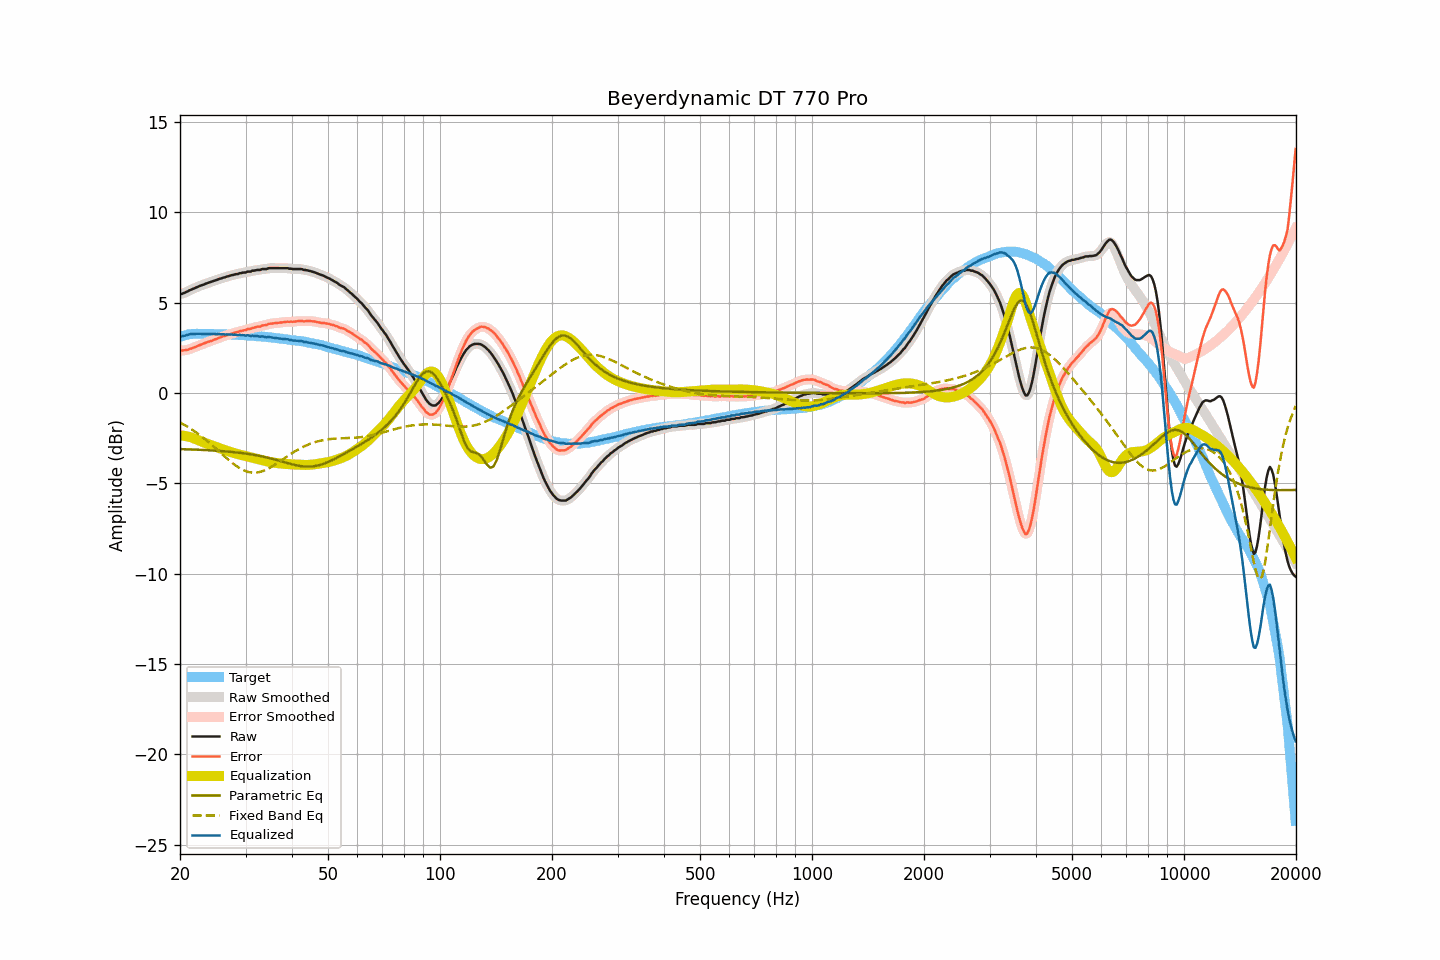 Beyerdynamic DT 770 Pro
15
10
5
0
−5
−10
−15
−20
−25
Amplitude (dBr)
Target
Raw Smoothed
Error Smoothed
Raw
Error
Equalization
Parametric Eq
Fixed Band Eq
Equalized
20 50 100 200 500 1000 2000 5000 10000 20000
Frequency (Hz)